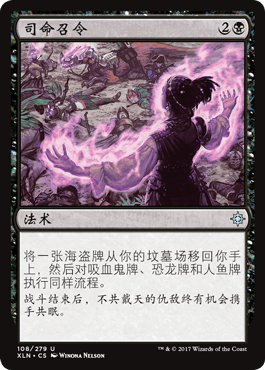 司命召令 2
法术
将一张海盗牌从你的坟墓场移回你手
上，然后对吸血鬼牌、恐龙牌和人鱼牌
执行同样流程。
战斗结束后，不共戴天的仇敌终有机会携
手共眠。
108/279 U
XLN • CS WINONA NELSON
™ & © 2017 Wizards of the Coast